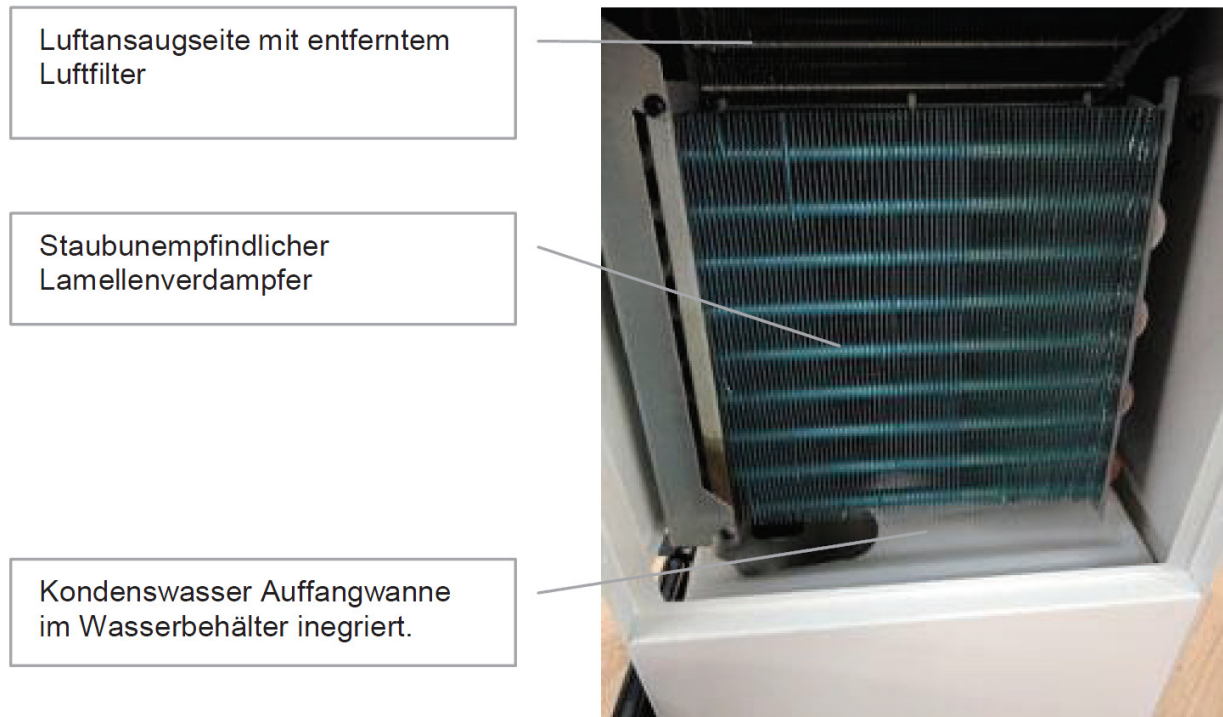 Luftansaugseite mit entferntem
Luftfilter
Staubunempfindlicher
Lamellenverdampfer
Kondenswasser Auffangwanne
im Wasserbehälter inegriert.